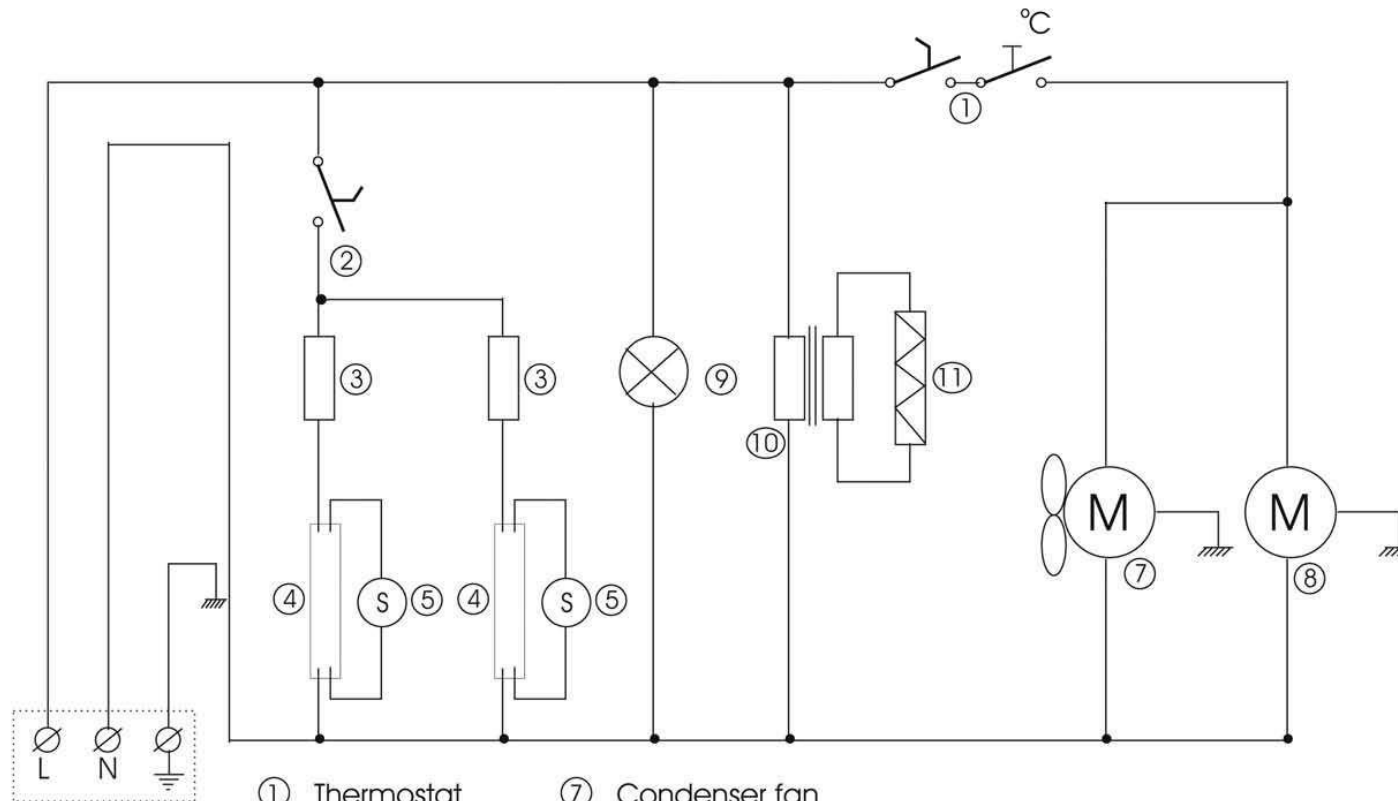 °C
①
②
③ ③ ⑨ ⑪
⑩
M M
⑦ ⑧
④ S ⑤ ④ S ⑤
L N
① Thermostat ⑦ Condenser fan